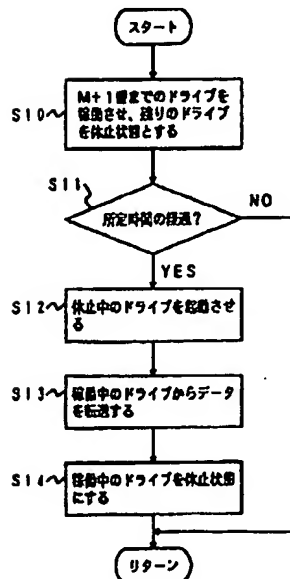 スタート
S10
M+1番までのドライブを
稼働させ、残りのドライブ
を休止状態とする
S11
所定時間の経過?
NO
YES
S12
休止中のドライブを起動させ
る
S13
稼働中のドライブからデータ
を転送する
S14
稼働中のドライブを休止状態
にする
リターン